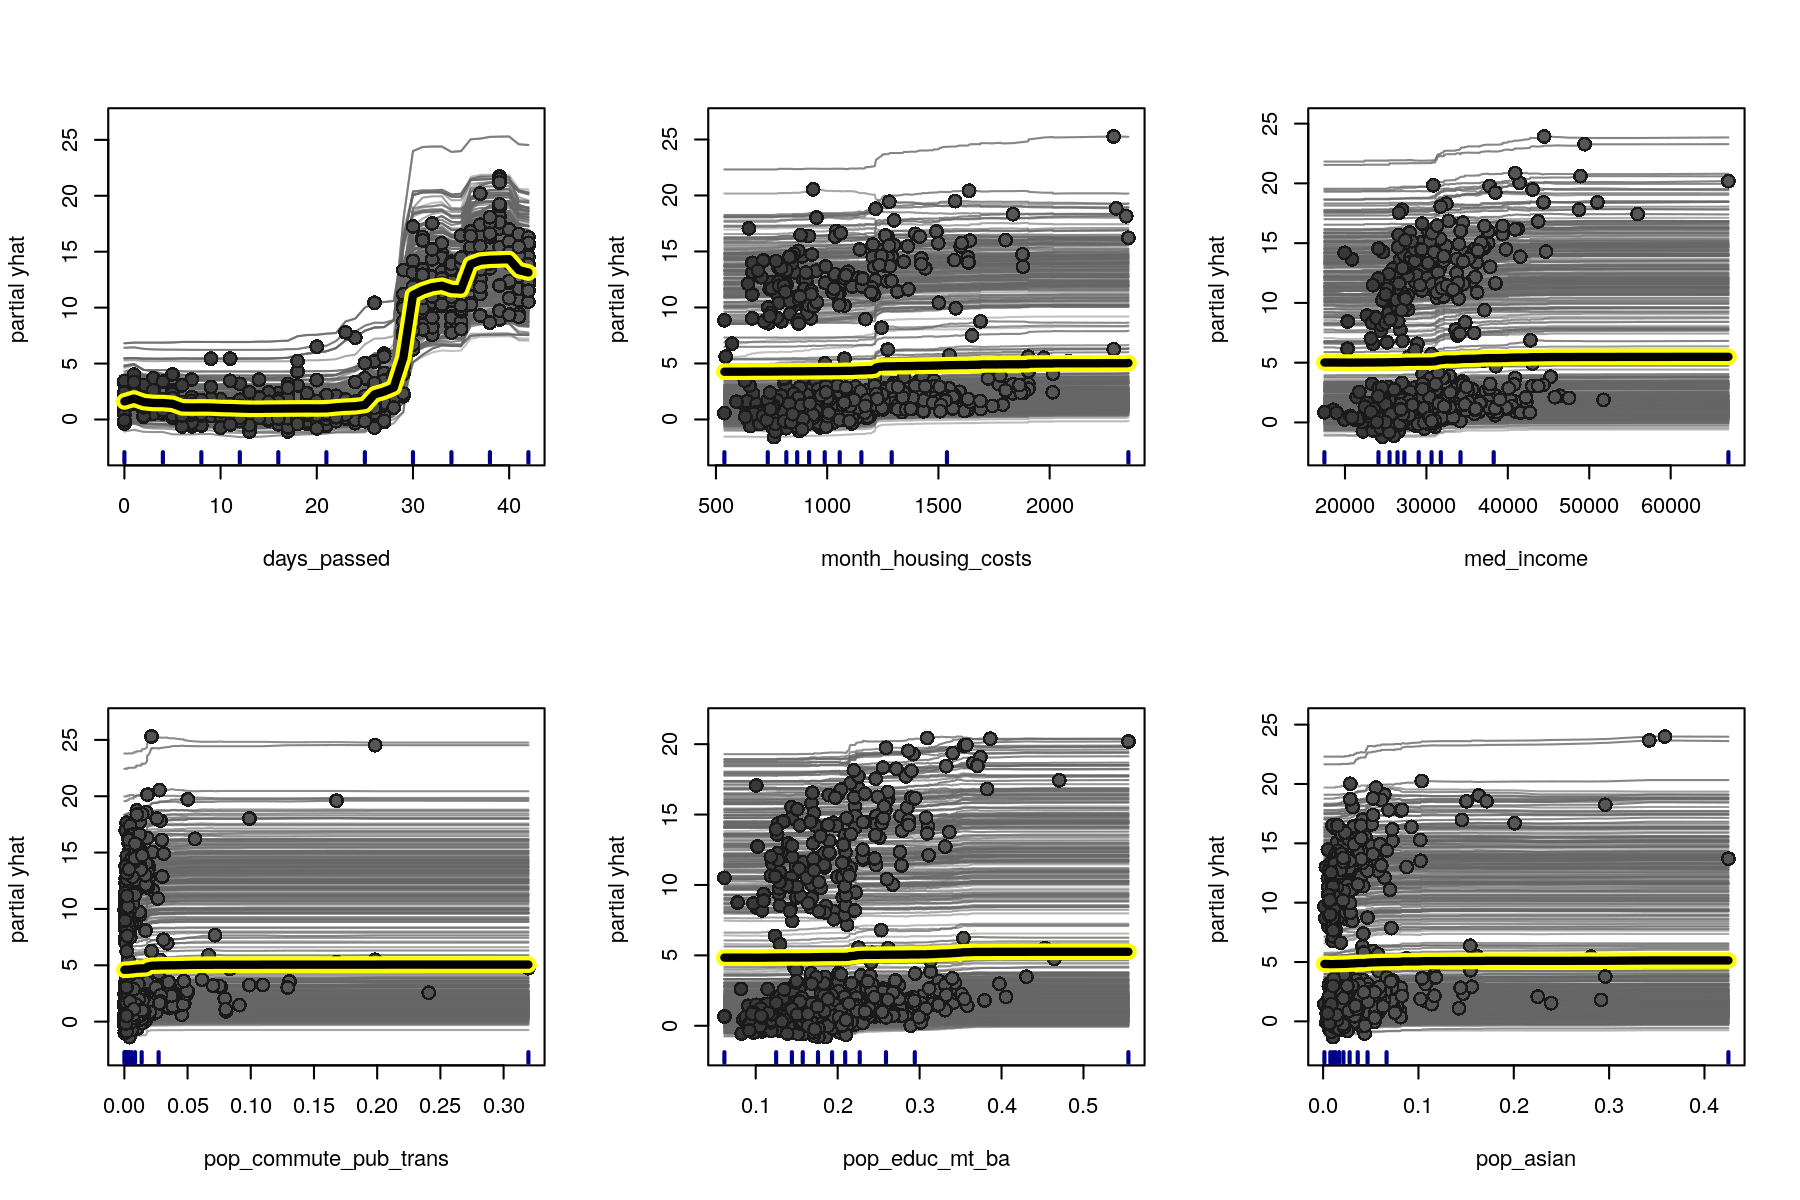 partial yhat
0 5 10 15 20 25
0 10 20 30 40
days_passed
partial yhat
0 5 10 15 20 25
500 1000 1500 2000
month_housing_costs
partial yhat
0 5 10 15 20 25
20000 30000 40000 50000 60000
med_income
partial yhat
0 5 10 15 20 25
0.00 0.05 0.10 0.15 0.20 0.25 0.30
pop_commute_pub_trans
partial yhat
0 5 10 15 20
0.1 0.2 0.3 0.4 0.5
pop_educ_mt_ba
partial yhat
0 5 10 15 20 25
0.0 0.1 0.2 0.3 0.4
pop_asian